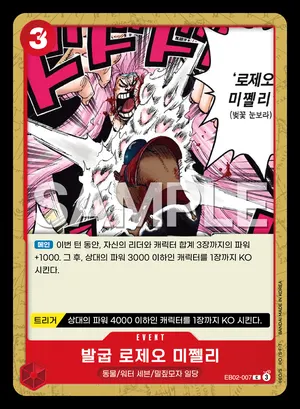 3
'로제오
미쩰리
(벚꽃 눈보라)
SAMPLE
메인 이번 턴 동안, 자신의 리더와 캐릭터 합계 3장까지의 파워
+1000. 그 후, 상대의 파워 3000 이하인 캐릭터를 1장까지 KO
시킨다.
트리거 상대의 파워 4000 이하인 캐릭터를 1장까지 KO 시킨다.
EVENT
발굽 로제오 미쩰리
동물/워터 세븐/밀짚모자 일당
EB02-007